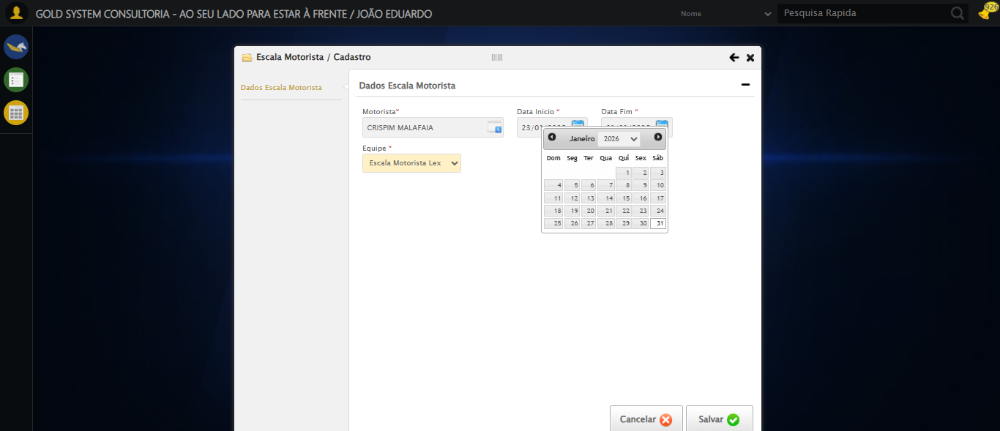 GOLD SYSTEM CONSULTORIA - AO SEU LADO PARA ESTAR À FRENTE / JOÃO EDUARDO
Nome
Pesquisa Rapida
926
Escala Motorista / Cadastro
Dados Escala Motorista
Dados Escala Motorista
Motorista*
Data Inicio *
Data Fim *
CRISPIM MALAFAIA
23/01/2026
Equipe *
Escala Motorista Lex
Janeiro 2026
Dom Seg Ter Qua Qui Sex Sáb
1 2 3
4 5 6 7 8 9 10
11 12 13 14 15 16 17
18 19 20 21 22 23 24
25 26 27 28 29 30 31
Cancelar
Salvar